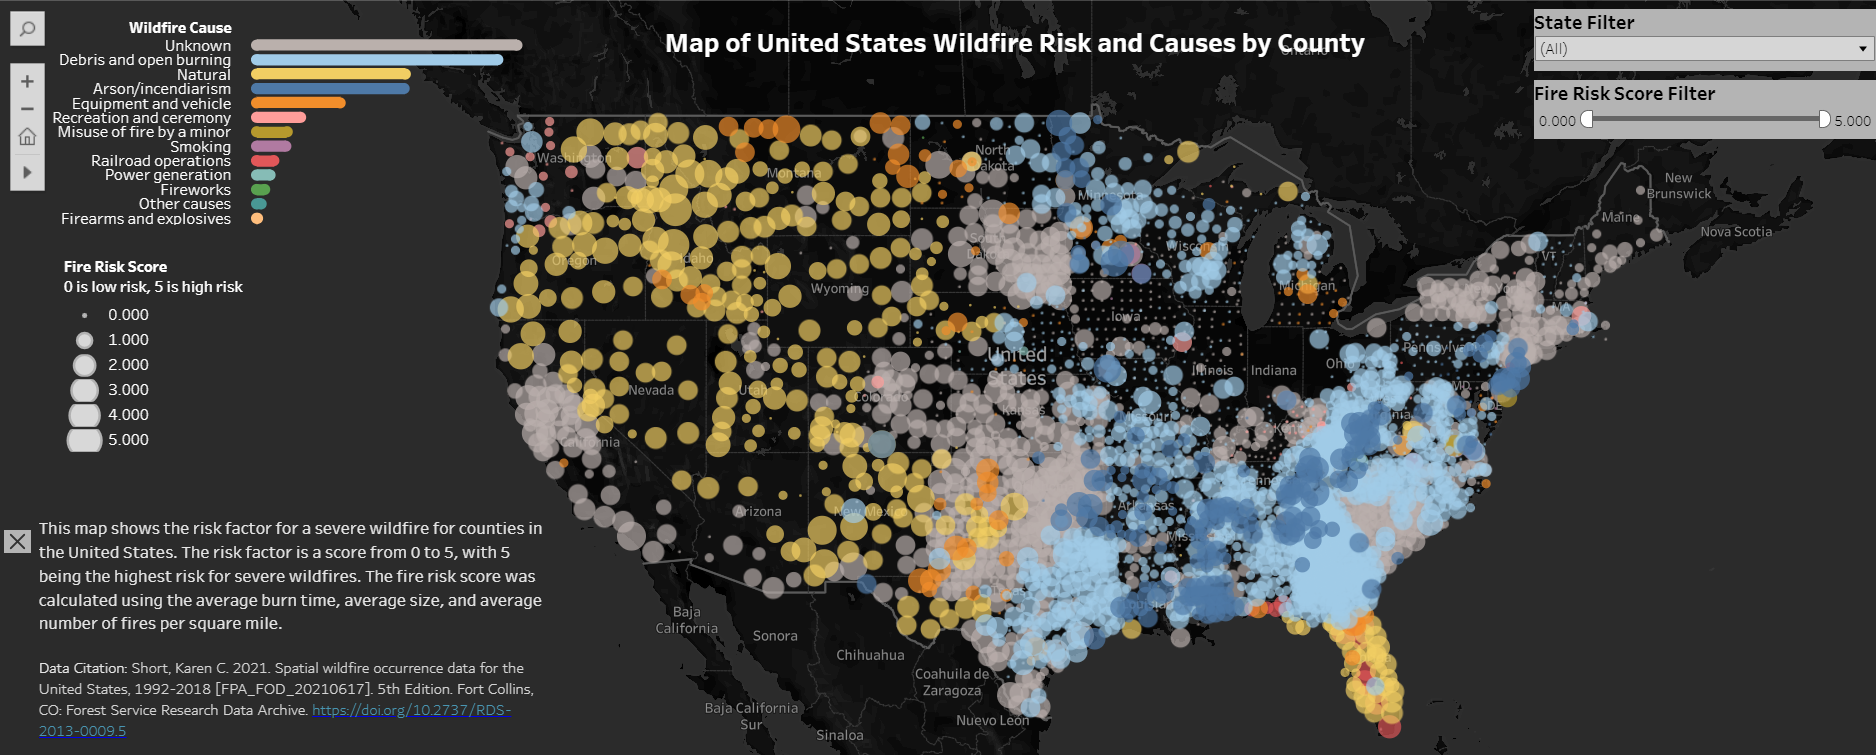 Map of United States Wildfire Risk and Causes by County
Wildfire Cause
Unknown
Debris and open burning
Natural
Arson/incendiarism
Equipment and vehicle
Recreation and ceremony
Misuse of fire by a minor
Smoking
Railroad operations
Power generation
Fireworks
Other causes
Firearms and explosives
Fire Risk Score
0 is low risk, 5 is high risk
0.000
1.000
2.000
3.000
4.000
5.000
This map shows the risk factor for a severe wildfire for counties in
the United States. The risk factor is a score from 0 to 5, with 5
being the highest risk for severe wildfires. The fire risk score was
calculated using the average burn time, average size, and average
number of fires per square mile.
Data Citation: Short, Karen C. 2021. Spatial wildfire occurrence data for the
United States, 1992-2018 [FPA_FOD_20210617]. 5th Edition. Fort Collins,
CO: Forest Service Research Data Archive. https://doi.org/10.2737/RDS-
2013-0009.5
State Filter
(All)
Fire Risk Score Filter
0.000
5.000
Ontario
New
Brunswick
Maine
Nova Scotia
VT
MA
Washington
Montana
North
Dakota
Minnesota
Wisconsin
Michigan
Oregon
Idaho
Wyoming
Iowa
United
States
Illinois
Indiana
Ohio
Pennsylvania
MD
DE
Nevada
Utah
Colorado
Kansas
Missouri
California
Arizona
New Mexico
Arkansas
Louisiana
Baja
California
Sonora
Chihuahua
Coahuila de
Zaragoza
Baja California
Sur
Sinaloa
Nuevo León